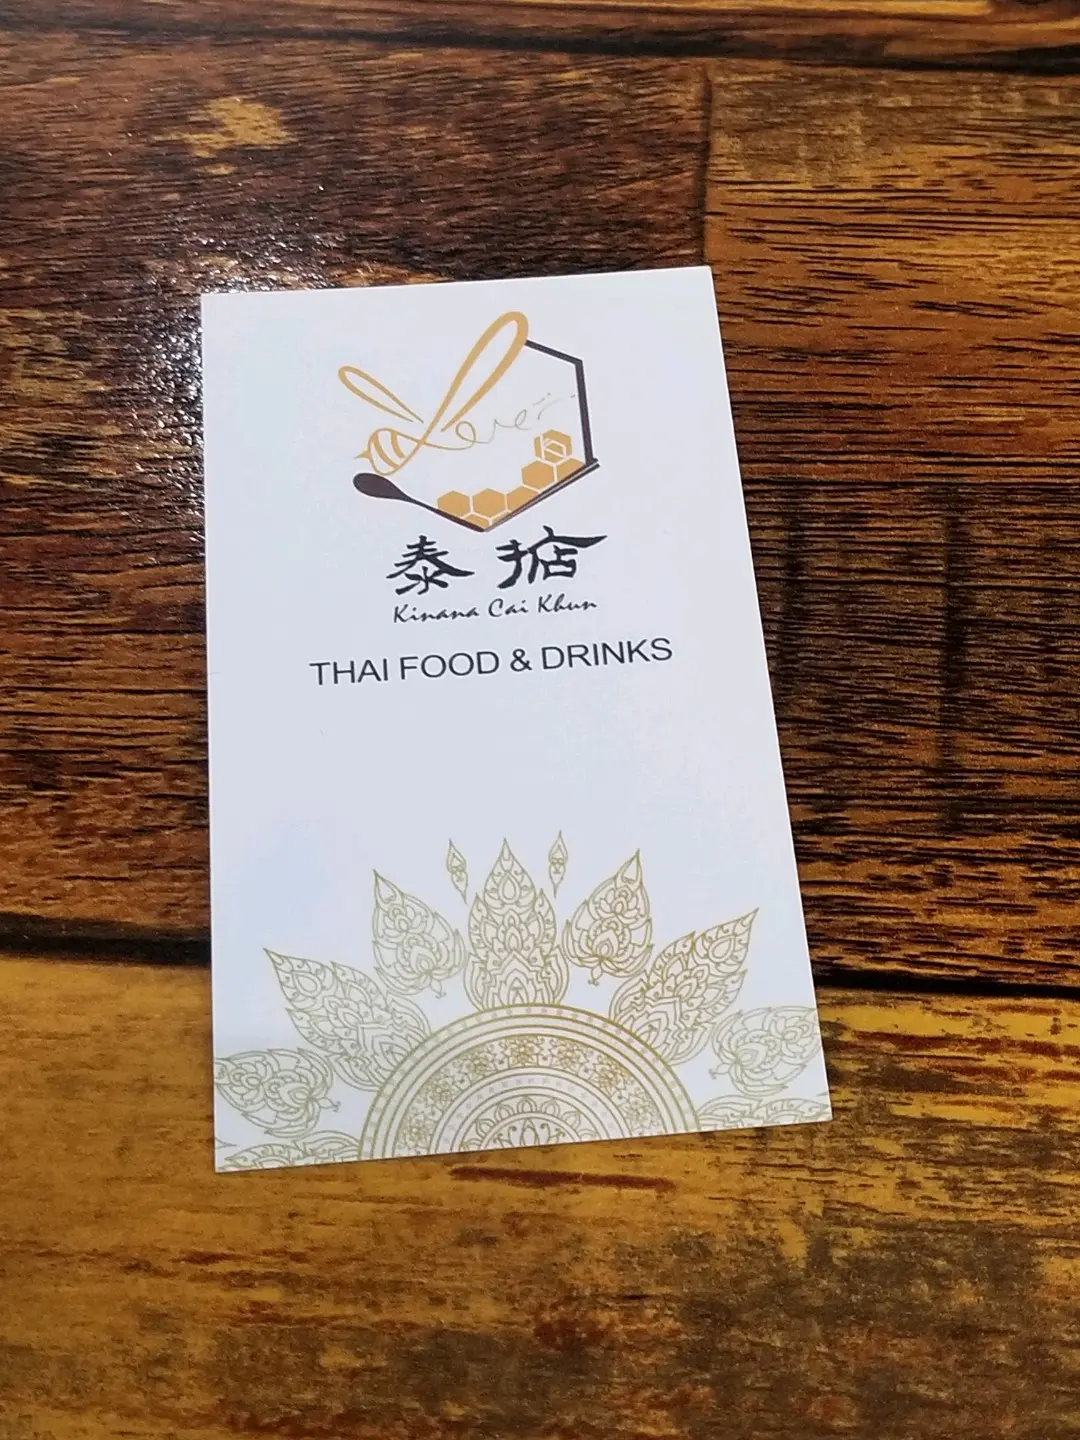 泰掂
Kinana Cai Khun
THAI FOOD & DRINKS